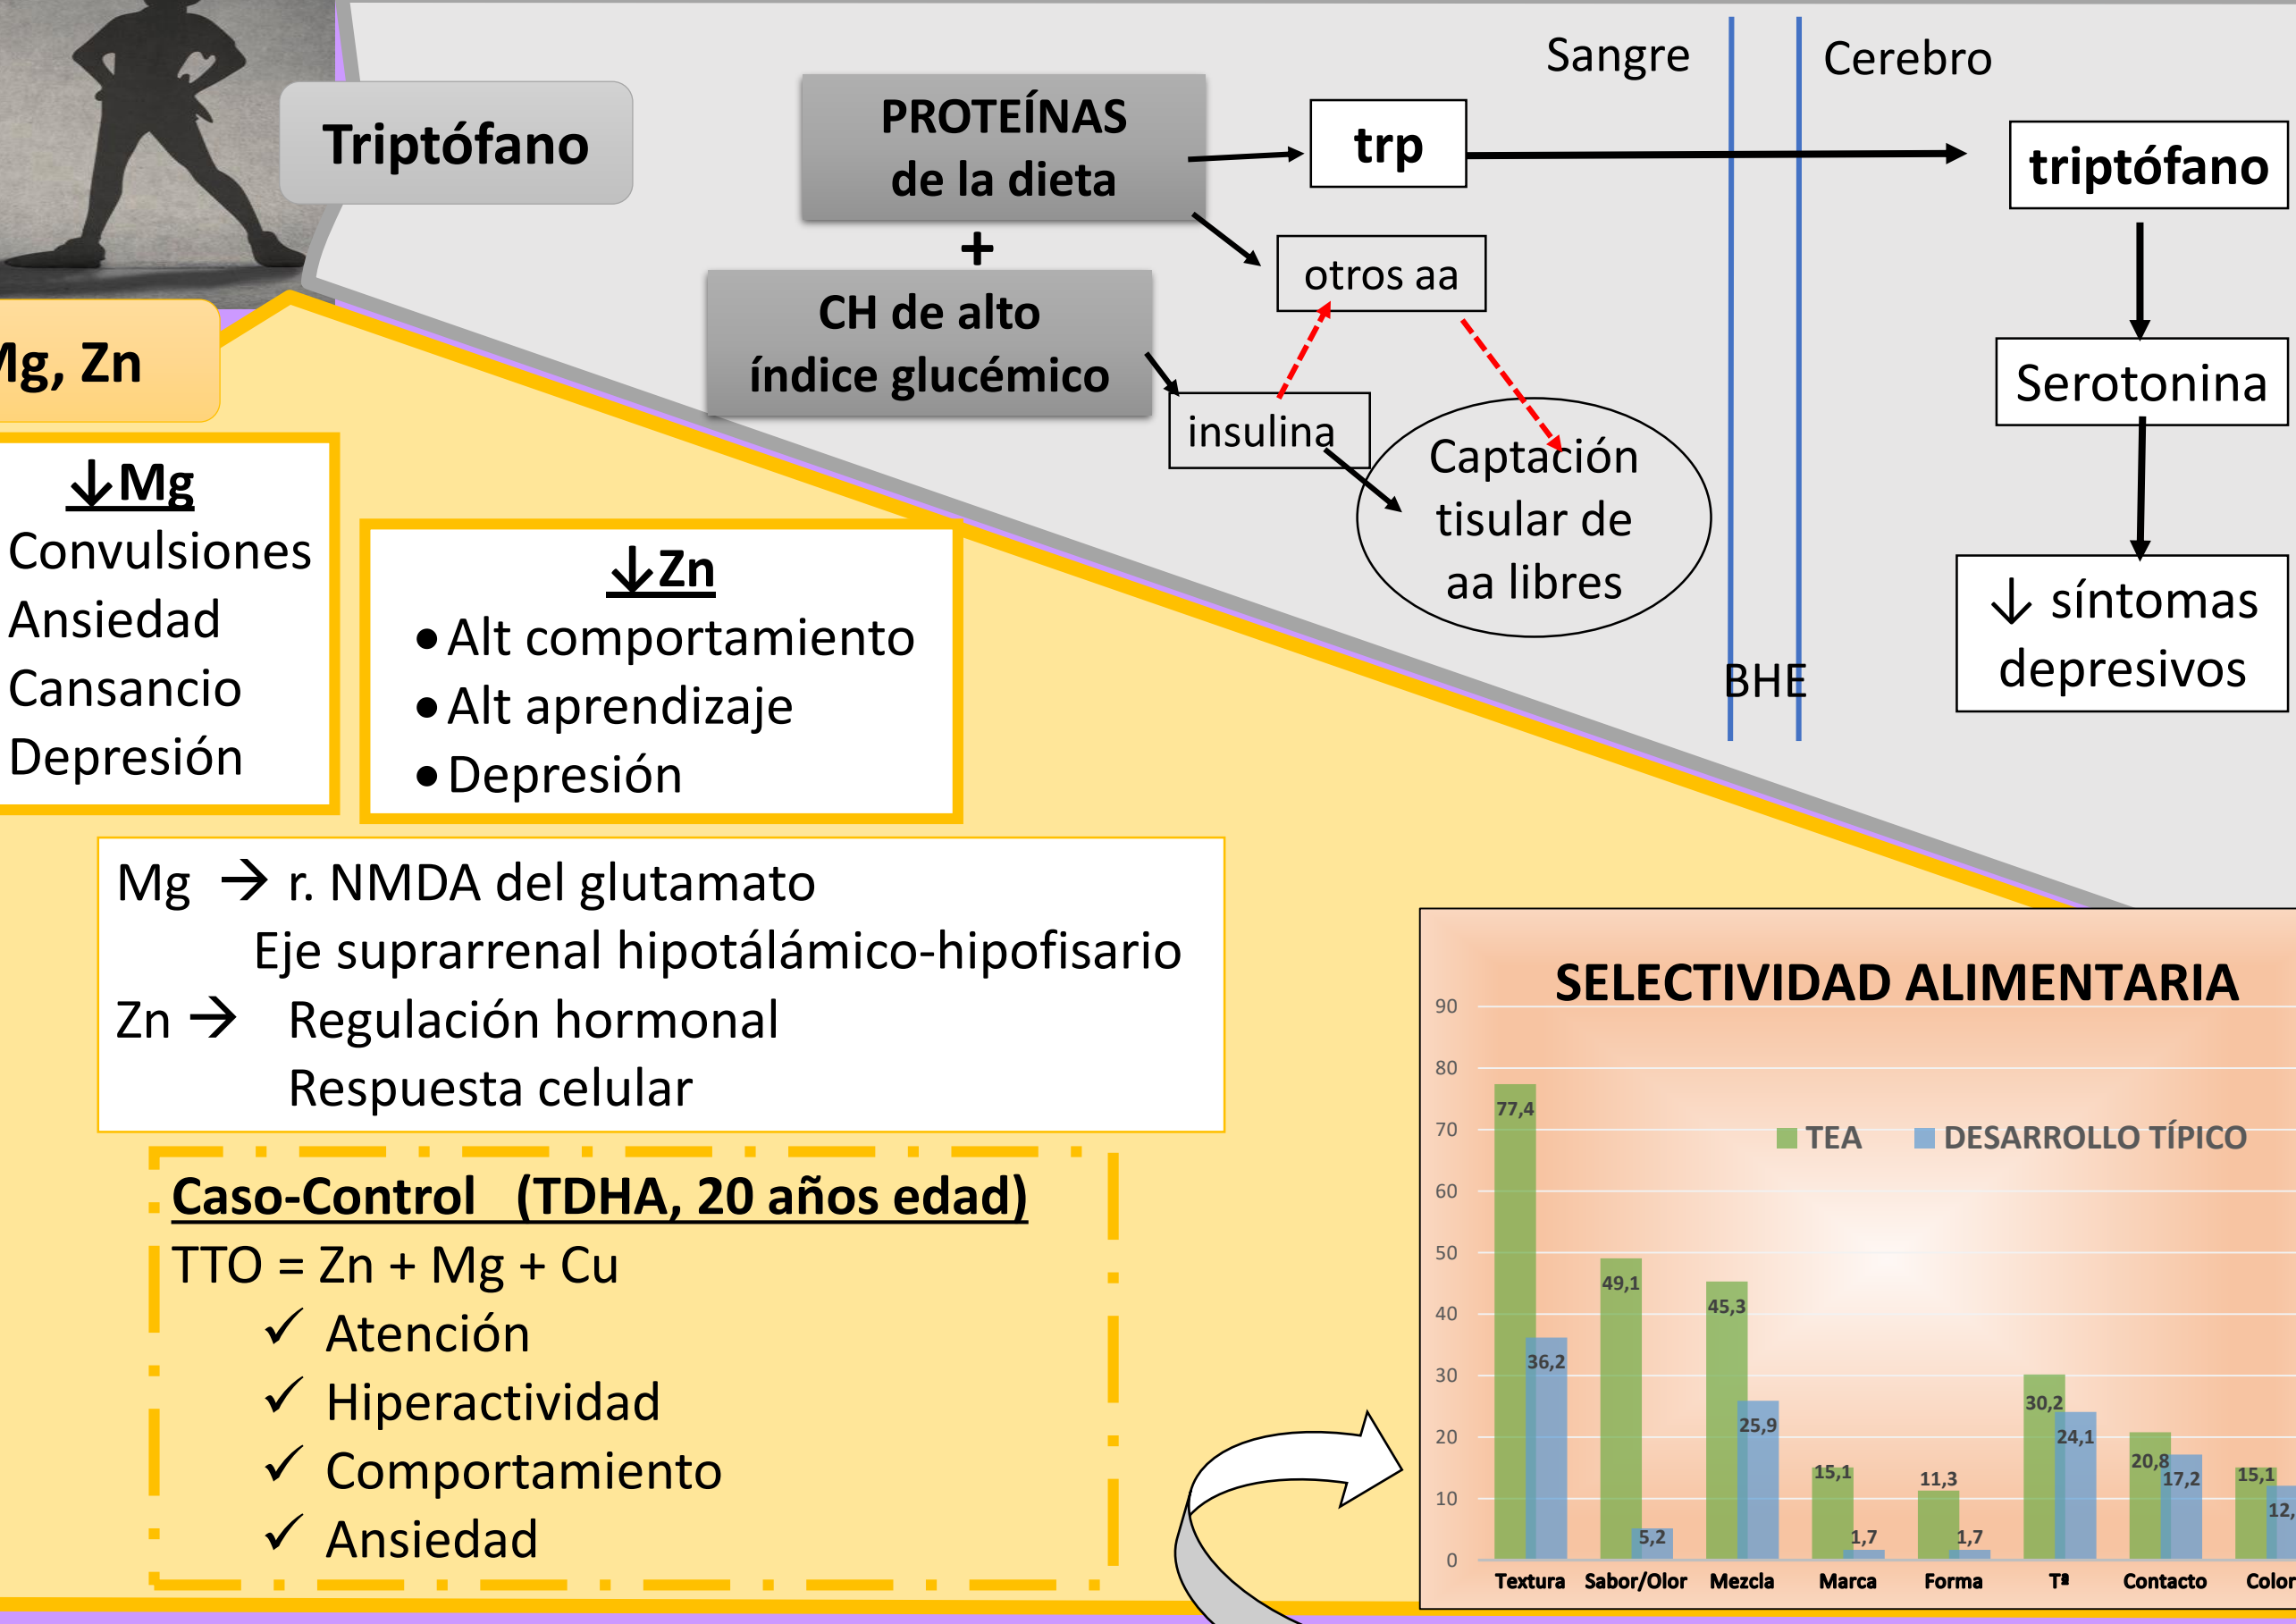 Triptófano
PROTEÍNAS
de la dieta
+
CH de alto
índice glucémico
trp
otros aa
insulina
Captación
tisular de
aa libres
Sangre
Cerebro
BHE
triptófano
Serotonina
↓ síntomas
depresivos
Mg, Zn
↓Mg
Convulsiones
Ansiedad
Cansancio
Depresión
↓Zn
• Alt comportamiento
• Alt aprendizaje
• Depresión
Mg → r. NMDA del glutamato
Eje suprarrenal hipotálámico-hipofisario
Zn → Regulación hormonal
Respuesta celular
Caso-Control (TDHA, 20 años edad)
TTO = Zn + Mg + Cu
✓ Atención
✓ Hiperactividad
✓ Comportamiento
✓ Ansiedad
SELECTIVIDAD ALIMENTARIA
TEA DESARROLLO TÍPICO
90
80
70
60
50
40
30
20
10
0
77,4
36,2
49,1
5,2
45,3
25,9
15,1
1,7
11,3
1,7
30,2
24,1
20,8
17,2
15,1
Textura Sabor/Olor Mezcla Marca Forma Tª Contacto Color